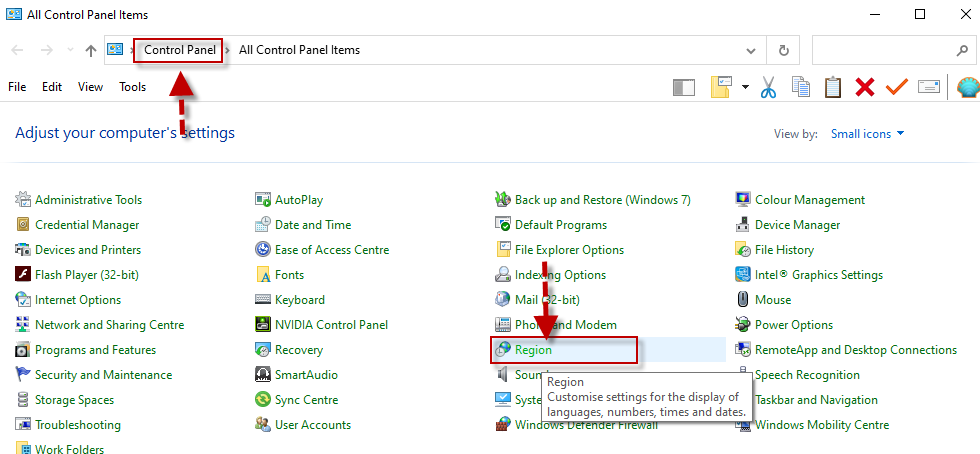 All Control Panel Items
Control Panel > All Control Panel Items
File Edit View Tools
Adjust your computer's settings
View by: Small icons
Administrative Tools
AutoPlay
Back up and Restore (Windows 7)
Colour Management
Credential Manager
Date and Time
Default Programs
Device Manager
Devices and Printers
Ease of Access Centre
File Explorer Options
File History
Flash Player (32-bit)
Fonts
Indexing Options
Intel® Graphics Settings
Internet Options
Keyboard
Mail (32-bit)
Mouse
Network and Sharing Centre
NVIDIA Control Panel
Phone and Modem
Power Options
Programs and Features
Recovery
Region
RemoteApp and Desktop Connections
Security and Maintenance
SmartAudio
Soun
Speech Recognition
Storage Spaces
Sync Centre
Syste
Taskbar and Navigation
Troubleshooting
User Accounts
Windows Defender Firewall
Windows Mobility Centre
Work Folders
Region
Customise settings for the display of
languages, numbers, times and dates.